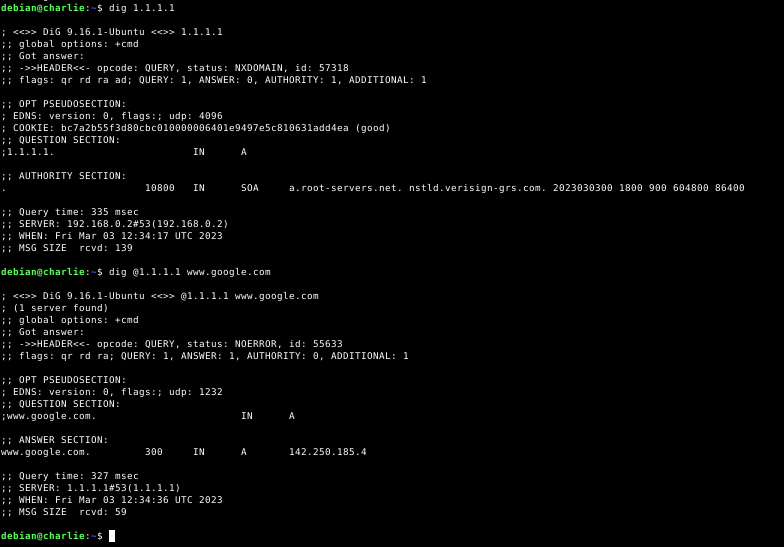 debian@charlie:~$ dig 1.1.1.1
; <<>> DiG 9.16.1-Ubuntu <<>> 1.1.1.1
;; global options: +cmd
;; Got answer:
;; ->>HEADER<<- opcode: QUERY, status: NXDOMAIN, id: 57318
;; flags: qr rd ra ad; QUERY: 1, ANSWER: 0, AUTHORITY: 1, ADDITIONAL: 1
;; OPT PSEUDOSECTION:
; EDNS: version: 0, flags:; udp: 4096
; COOKIE: bc7a2b55f3d80cbc010000006401e9497e5c810631add4ea (good)
;; QUESTION SECTION:
;1.1.1.1. IN A
;; AUTHORITY SECTION:
. 10800 IN SOA a.root-servers.net. nstld.verisign-grs.com. 2023030300 1800 900 604800 86400
;; Query time: 335 msec
;; SERVER: 192.168.0.2#53(192.168.0.2)
;; WHEN: Fri Mar 03 12:34:17 UTC 2023
;; MSG SIZE rcvd: 139
debian@charlie:~$ dig @1.1.1.1 www.google.com
; <<>> DiG 9.16.1-Ubuntu <<>> @1.1.1.1 www.google.com
; (1 server found)
;; global options: +cmd
;; Got answer:
;; ->>HEADER<<- opcode: QUERY, status: NOERROR, id: 55633
;; flags: qr rd ra; QUERY: 1, ANSWER: 1, AUTHORITY: 0, ADDITIONAL: 1
;; OPT PSEUDOSECTION:
; EDNS: version: 0, flags:; udp: 1232
;; QUESTION SECTION:
;www.google.com. IN A
;; ANSWER SECTION:
www.google.com. 300 IN A 142.250.185.4
;; Query time: 327 msec
;; SERVER: 1.1.1.1#53(1.1.1.1)
;; WHEN: Fri Mar 03 12:34:36 UTC 2023
;; MSG SIZE rcvd: 59
debian@charlie:~$